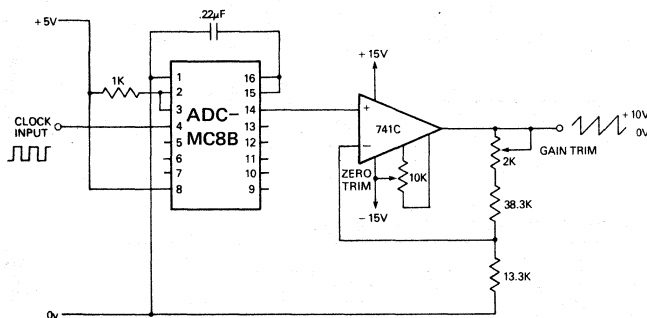 .22µF
+5V
1K
CLOCK
INPUT
1
2
3
4
5
6
7
8
ADC-
MC8B
16
15
14
13
12
11
10
9
+15V
+
−
741C
ZERO
TRIM
10K
−15V
+10V
0V
GAIN TRIM
2K
38.3K
13.3K
0v